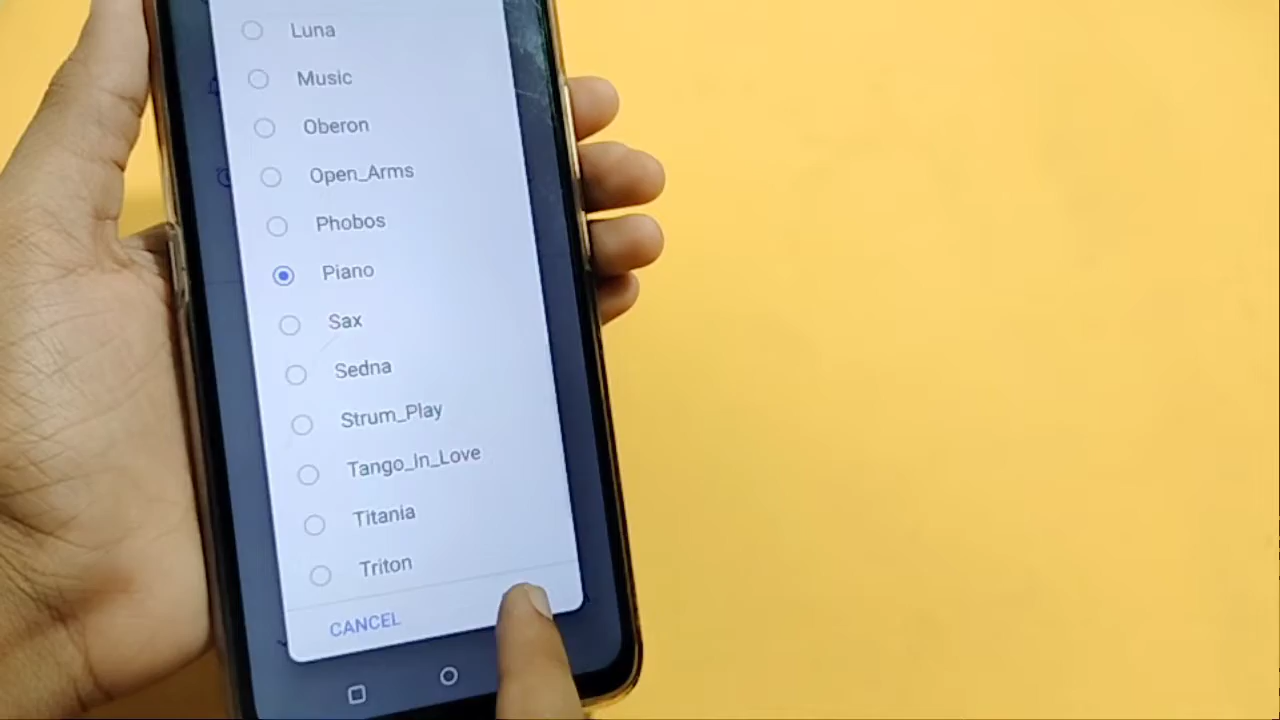 Luna
Music
Oberon
Open_Arms
Phobos
Piano
Sax
Sedna
Strum_Play
Tango_In_Love
Titania
Triton
CANCEL